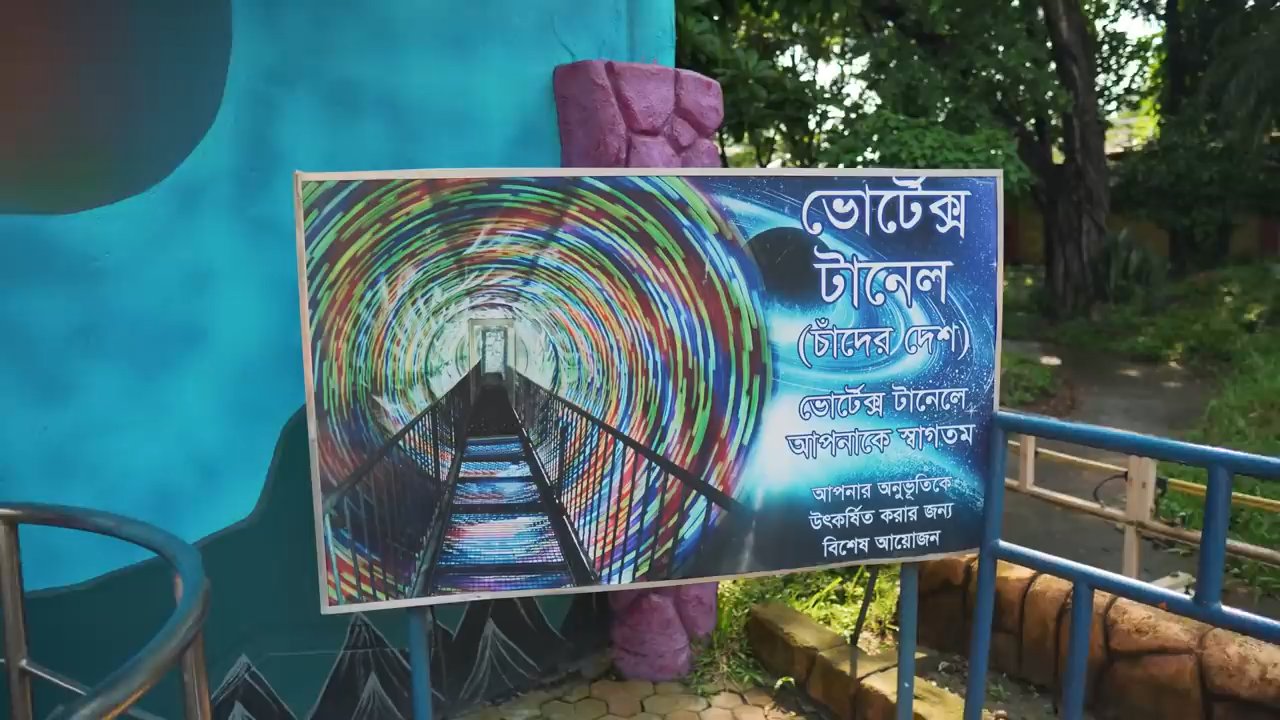 ভোর্টেক্স
টানেল
(চাঁদের দেশ)
ভোর্টেক্স টানেলে
আপনাকে স্বাগতম
আপনার অনুভূতিকে
উৎকর্ষিত করার জন্য
বিশেষ আয়োজন